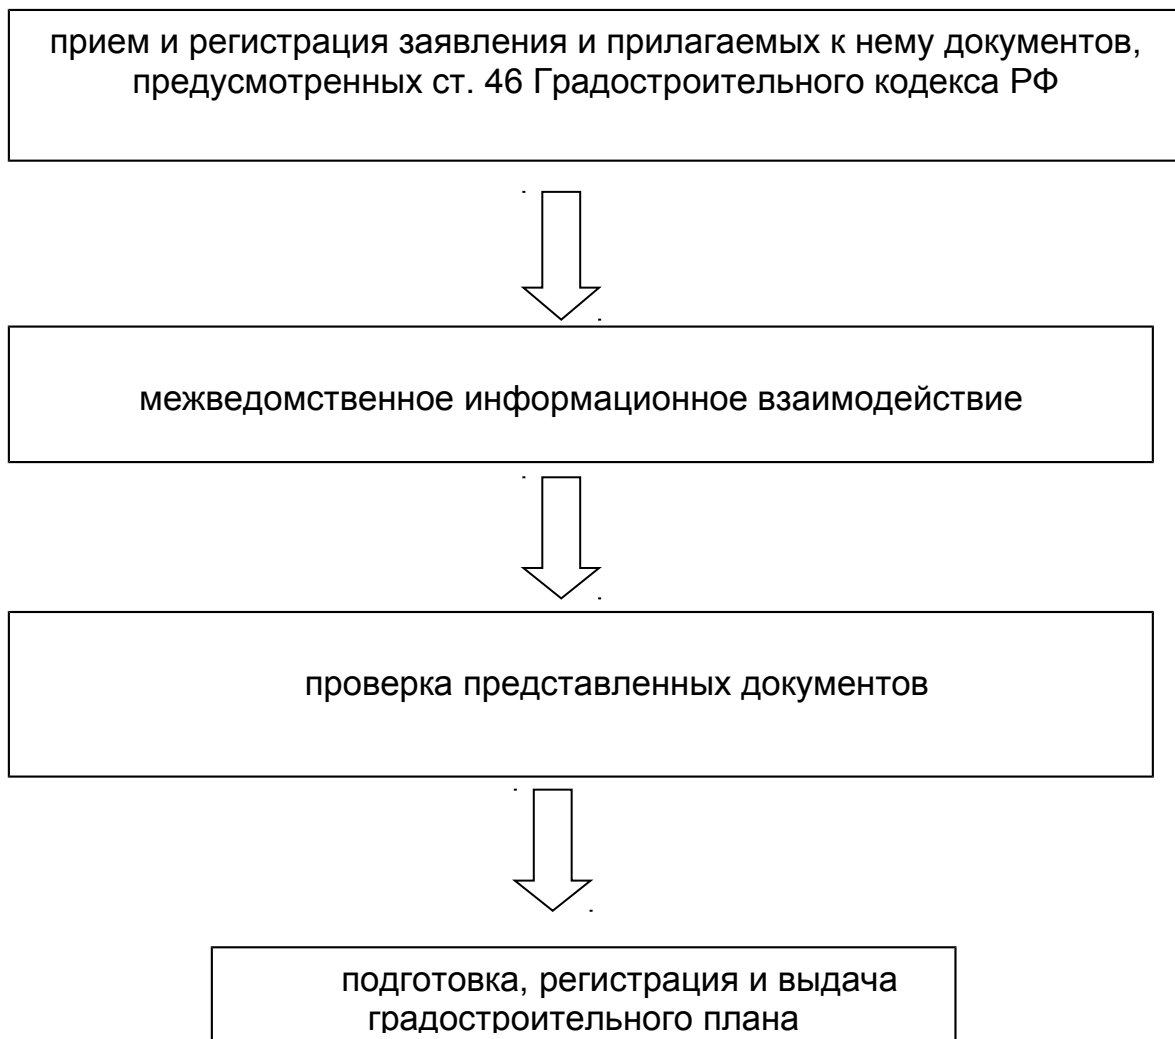 прием и регистрация заявления и прилагаемых к нему документов,
предусмотренных ст. 46 Градостроительного кодекса РФ
межведомственное информационное взаимодействие
проверка представленных документов
подготовка, регистрация и выдача
градостроительного плана